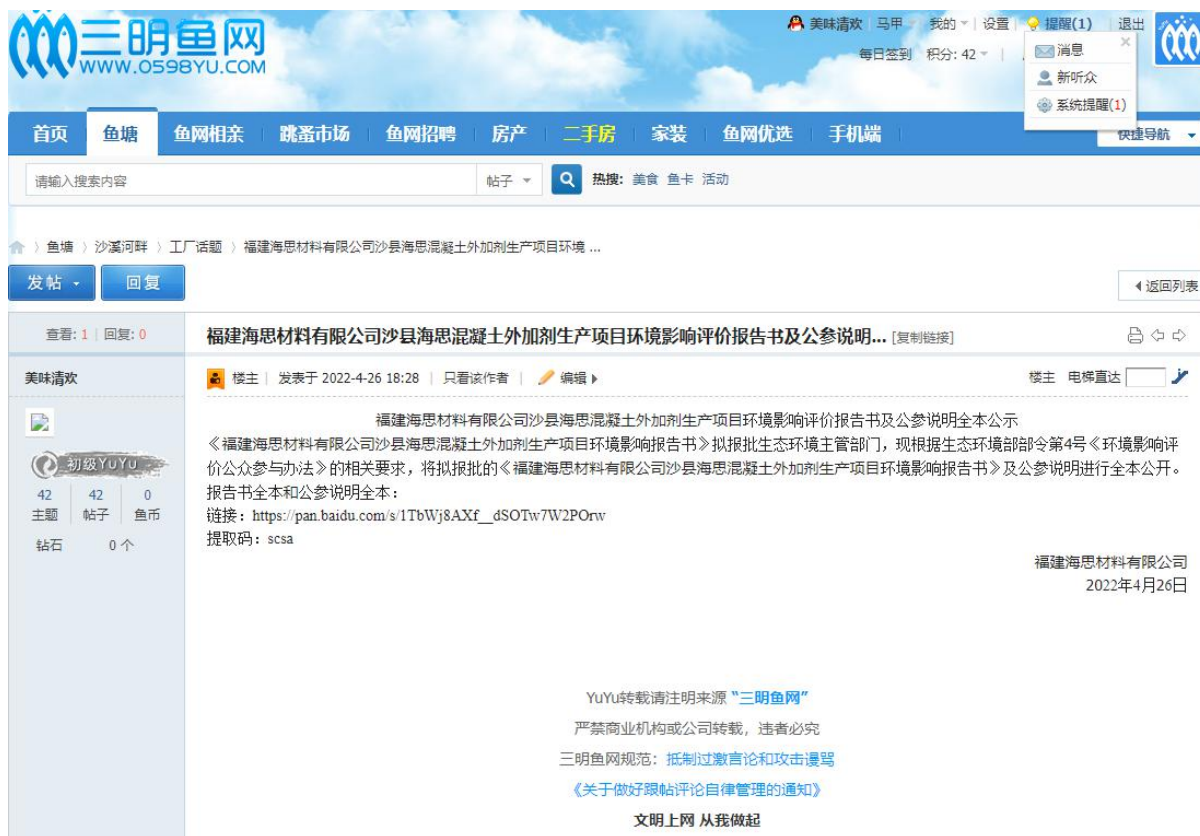 三明鱼网
WWW.0598YU.COM
美味清欢 马甲 我的 设置 提醒(1) 退出
每日签到 积分: 42
消息
新听众
系统提醒(1)
首页 鱼塘 鱼网相亲 跳蚤市场 鱼网招聘 房产 二手房 家装 鱼网优选 手机端 快捷导航
请输入搜索内容 帖子 热搜: 美食 鱼卡 活动
鱼塘 〉 沙溪河畔 〉 工厂话题 〉 福建海思材料有限公司沙县海思混凝土外加剂生产项目环境 ...
发帖 回复 返回列表
查看: 1 | 回复: 0
福建海思材料有限公司沙县海思混凝土外加剂生产项目环境影响评价报告书及公参说明... [复制链接]
美味清欢
楼主 | 发表于 2022-4-26 18:28 | 只看该作者 | 编辑 楼主 电梯直达
初级YUYU
42 42 0
主题 帖子 鱼币
钻石 0 个
福建海思材料有限公司沙县海思混凝土外加剂生产项目环境影响评价报告书及公参说明全本公示
《福建海思材料有限公司沙县海思混凝土外加剂生产项目环境影响报告书》拟报批生态环境主管部门，现根据生态环境部部令第4号《环境影响评
价公众参与办法》的相关要求，将拟报批的《福建海思材料有限公司沙县海思混凝土外加剂生产项目环境影响报告书》及公参说明进行全本公开。
报告书全本和公参说明全本：
链接：https://pan.baidu.com/s/1TbWj8AXf__dSOTw7W2POrw
提取码：scsa
福建海思材料有限公司
2022年4月26日
YuYu转载请注明来源 “三明鱼网”
严禁商业机构或公司转载，违者必究
三明鱼网规范：抵制过激言论和攻击谩骂
《关于做好跟帖评论自律管理的通知》
文明上网 从我做起